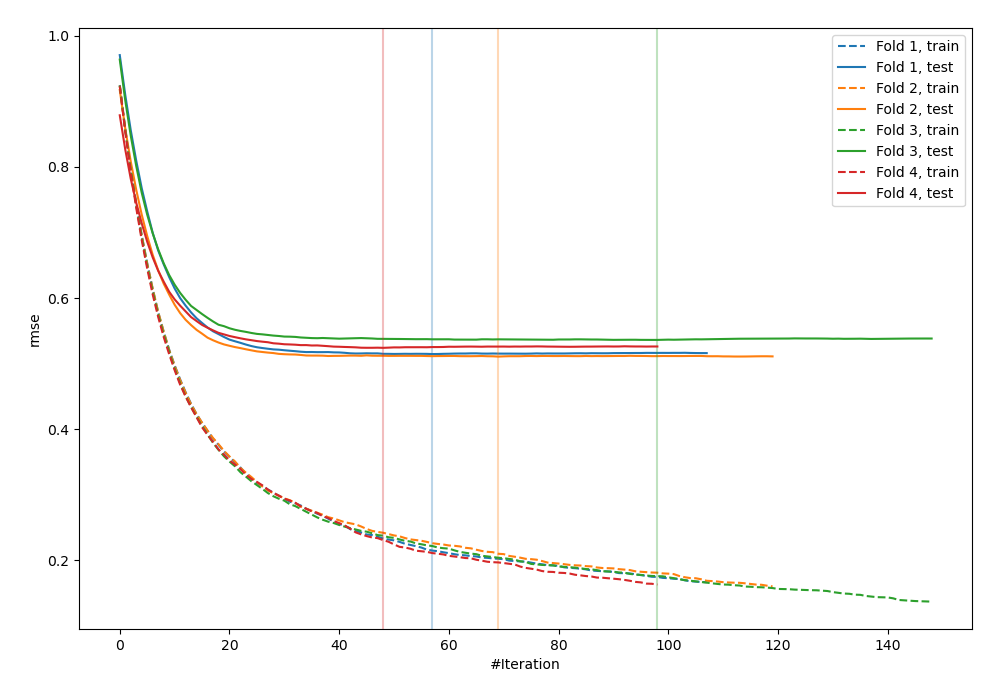 1.0
0.8
0.6
0.4
0.2
rmse
0
20
40
60
80
100
120
140
#Iteration
Fold 1, train
Fold 1, test
Fold 2, train
Fold 2, test
Fold 3, train
Fold 3, test
Fold 4, train
Fold 4, test